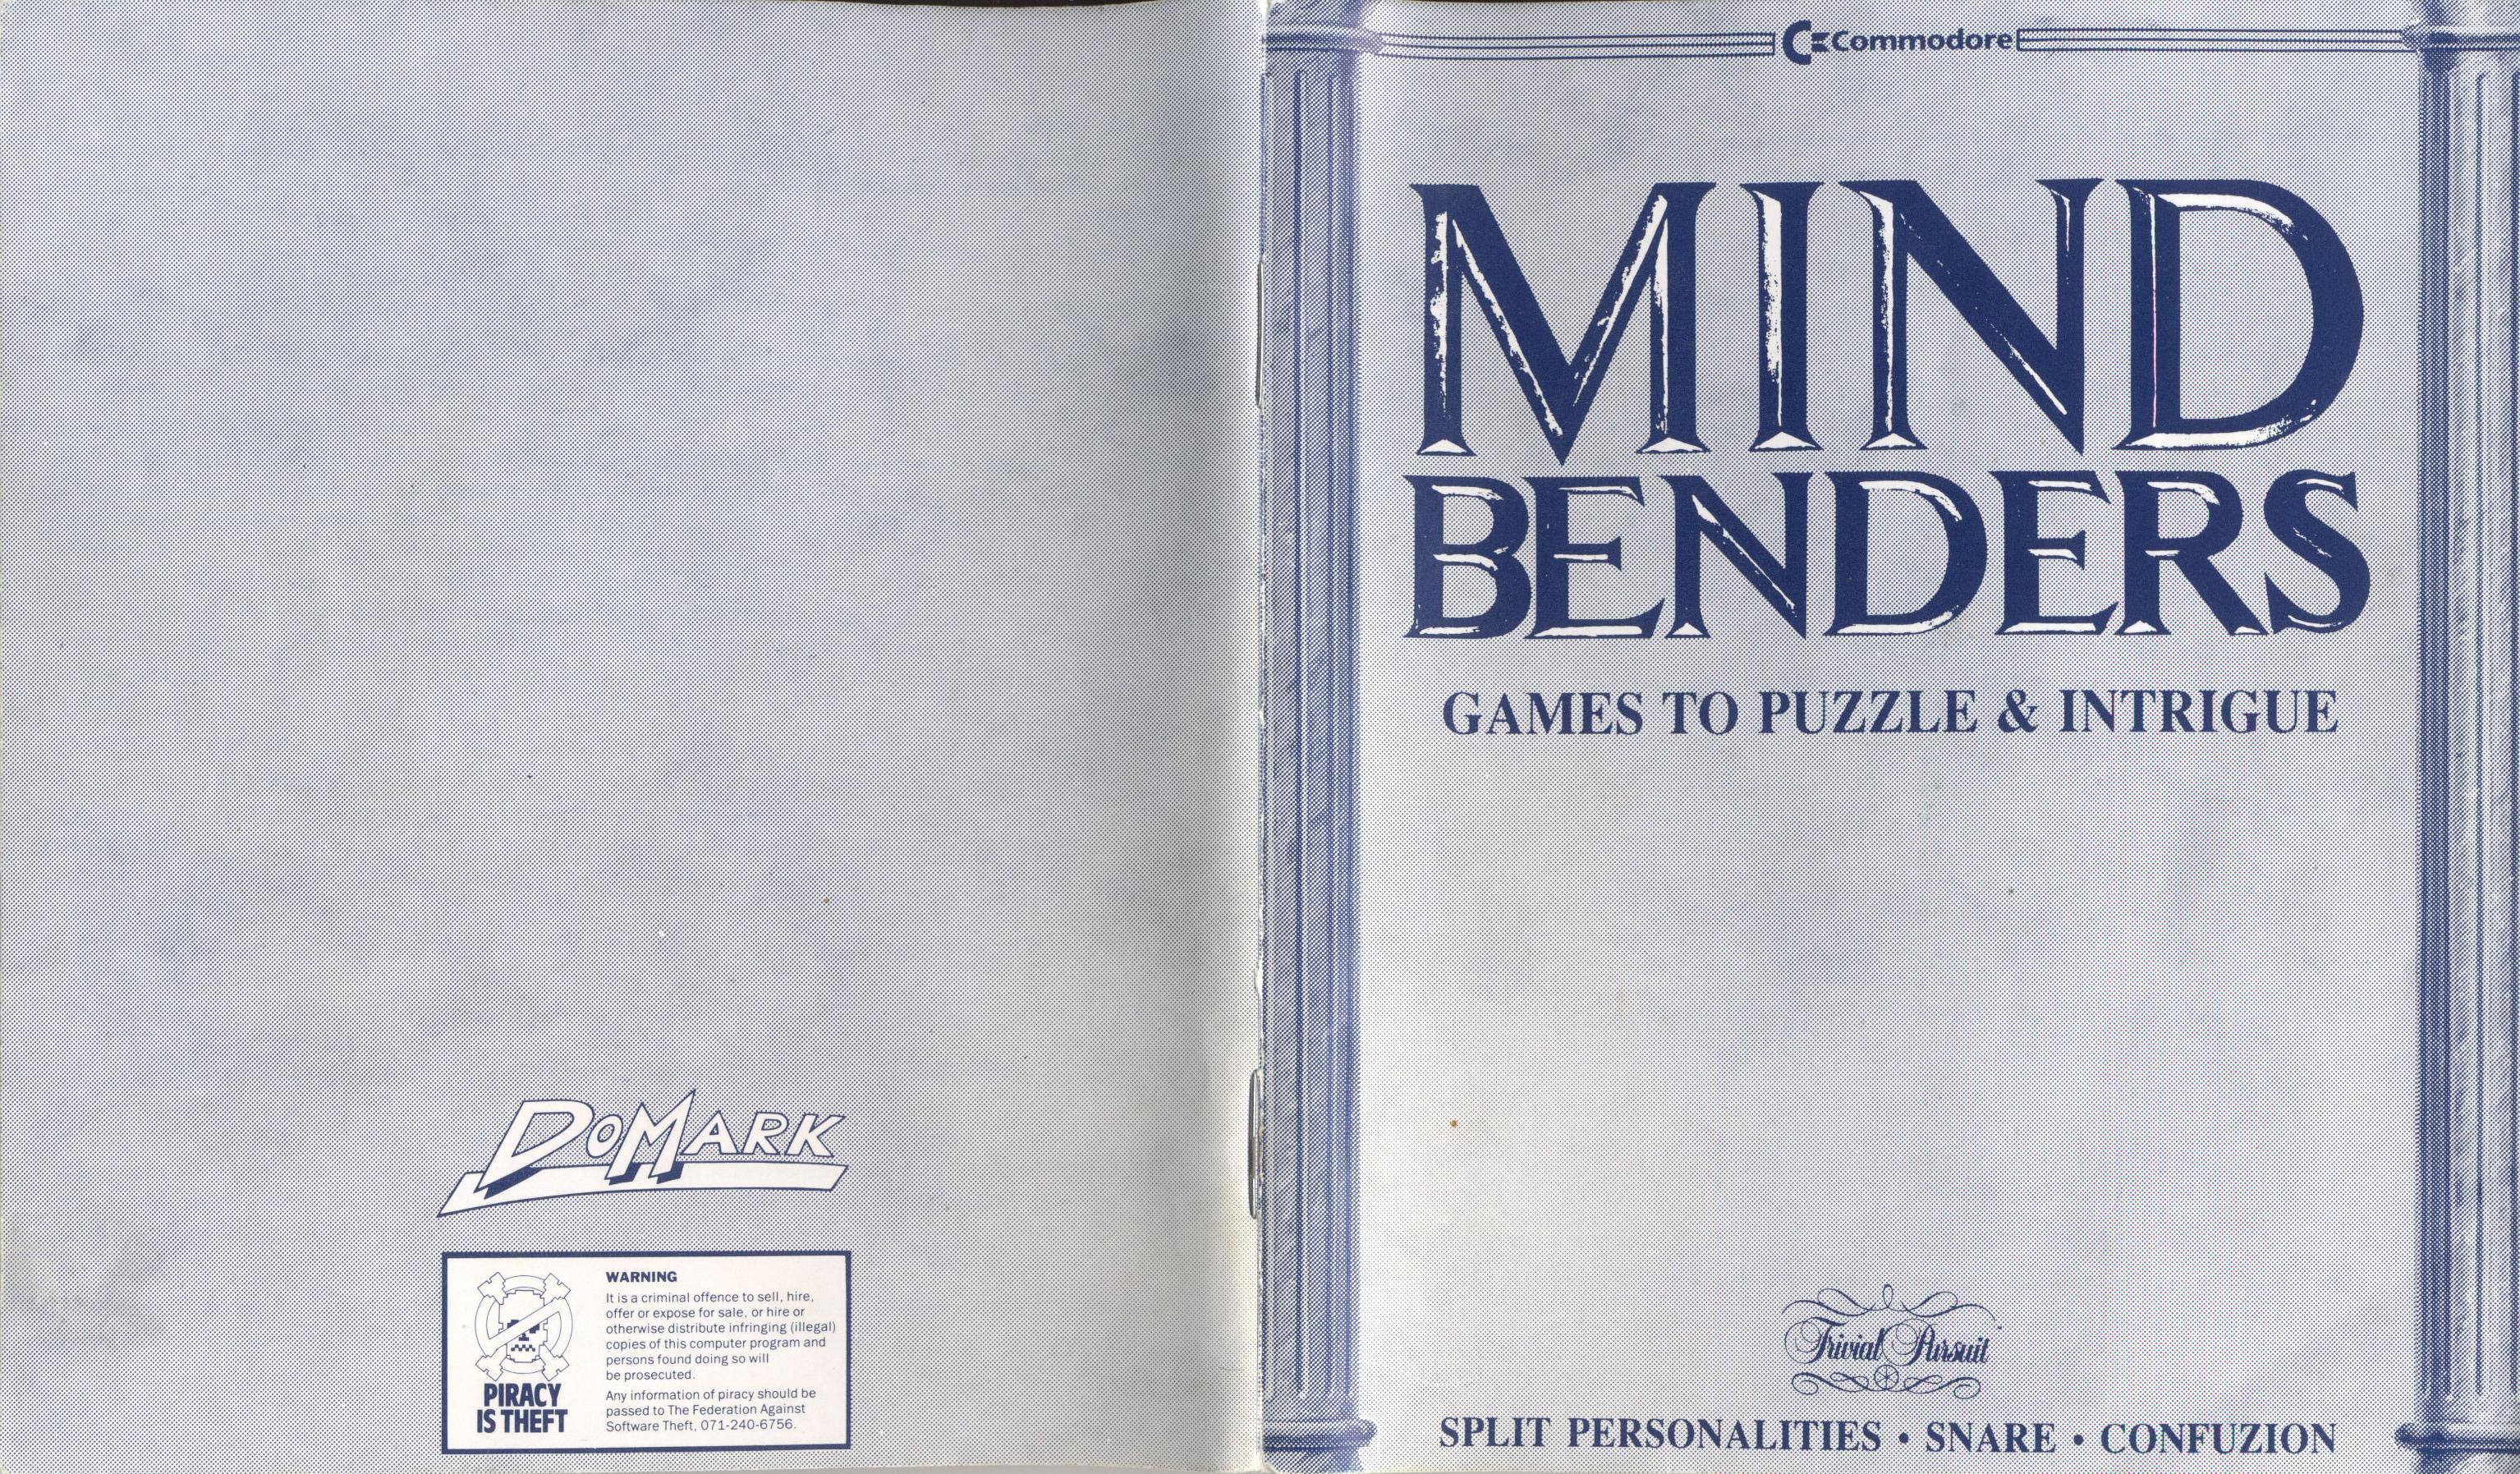 DOMARK
WARNING
It is a criminal offence to sell, hire,
offer or expose for sale, or hire or
otherwise distribute infringing (illegal)
copies of this computer program and
persons found doing so will
be prosecuted.
Any information of piracy should be
passed to The Federation Against
Software Theft, 071-240-6756.
PIRACY
IS THEFT
Commodore
MIND
BENDERS
GAMES TO PUZZLE & INTRIGUE
Trivial Pursuit
SPLIT PERSONALITIES • SNARE • CONFUZION